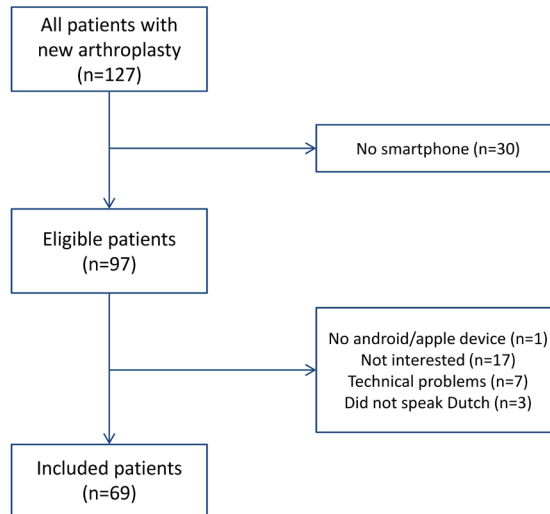 All patients with
new arthroplasty
(n=127)
No smartphone (n=30)
Eligible patients
(n=97)
No android/apple device (n=1)
Not interested (n=17)
Technical problems (n=7)
Did not speak Dutch (n=3)
Included patients
(n=69)